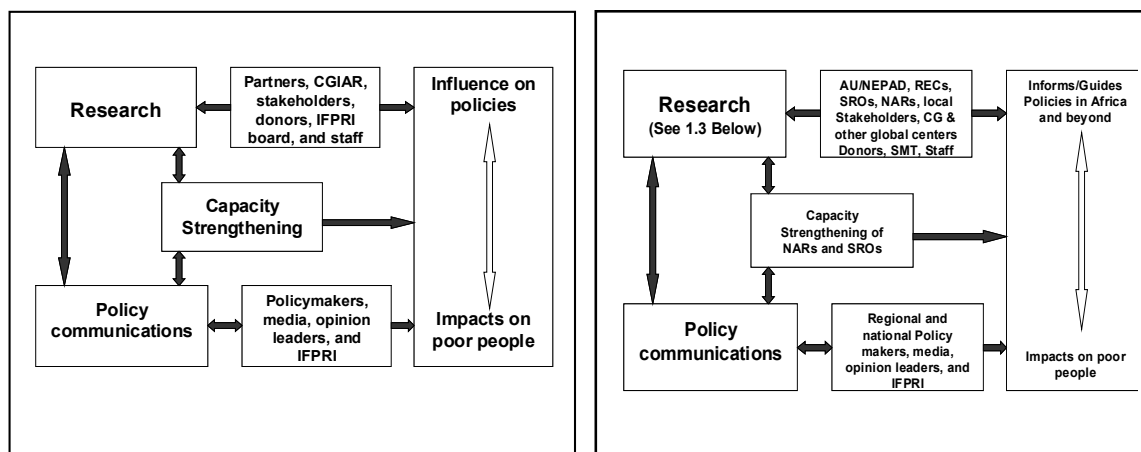 Research
Partners, CGIAR,
stakeholders,
donors, IFPRI
board, and staff
Influence on
policies
Capacity
Strengthening
Policy
communications
Policymakers,
media, opinion
leaders, and
IFPRI
Impacts on
poor people
Research
(See 1.3 Below)
AU/NEPAD, RECs,
SROs, NARs, local
Stakeholders, CG &
other global centers
Donors, SMT, Staff
Informs/Guides
Policies in Africa
and beyond
Capacity
Strengthening of
NARs and SROs
Policy
communications
Regional and
national Policy
makers, media,
opinion leaders, and
IFPRI
Impacts on poor
people